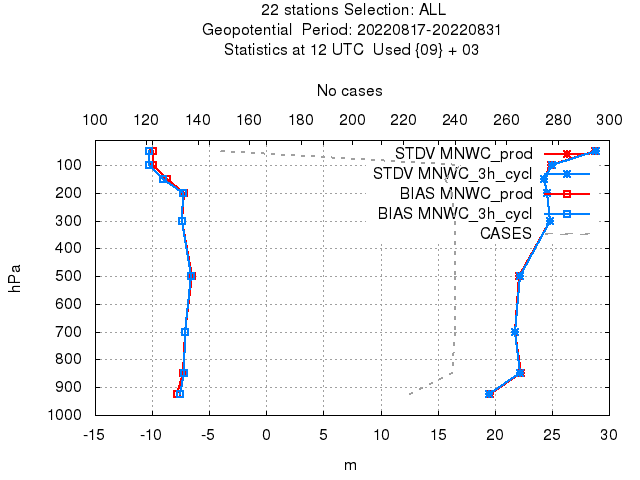 22 stations Selection: ALL
Geopotential  Period: 20220817-20220831
Statistics at 12 UTC  Used {09} + 03
No cases
100 120 140 160 180 200 220 240 260 280 300
STDV MNWC_prod
STDV MNWC_3h_cycl
BIAS MNWC_prod
BIAS MNWC_3h_cycl
CASES
hPa
100
200
300
400
500
600
700
800
900
1000
-15 -10 -5 0 5 10 15 20 25 30
m